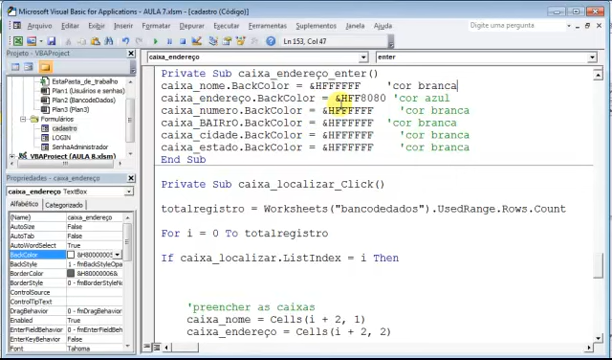 Microsoft Visual Basic for Applications - AULA 7.xlsm - [cadastro (Código)]
Arquivo Editar Exibir Inserir Formatar Depurar Executar Ferramentas Suplementos Janela Ajuda
Digite uma pergunta
Ln 153, Col 47
Projeto - VBAProject
EstaPasta_de_trabalho
Plan1 (Usuários e senhas)
Plan2 (BancodeDados)
Plan3 (Plan3)
Formulários
cadastro
LOGIN
SenhaAdministrador
VBAProject (AULA 8.xlsm)
Propriedades - caixa_endereço
caixa_endereço TextBox
Alfabético Categorizado
(Name) caixa_endereço
AutoSize False
AutoTab False
AutoWordSelect True
BackColor &H80000005
BackStyle 1 - fmBackStyleOpa
BorderColor &H80000006&
BorderStyle 0 - fmBorderStyleN
ControlSource
ControlTipText
DragBehavior 0 - fmDragBehavior
Enabled True
EnterFieldBehavior 0 - fmEnterFieldBeh
EnterKeyBehavior False
Font Tahoma
caixa_endereço enter
Private Sub caixa_endereço_enter()
caixa_nome.BackColor = &HFFFFFF 'cor branca
caixa_endereço.BackColor = &HFF8080 'cor azul
caixa_numero.BackColor = &HFFFFFF 'cor branca
caixa_BAIRrO.BackColor = &HFFFFFF 'cor branca
caixa_cidade.BackColor = &HFFFFFF 'cor branca
caixa_estado.BackColor = &HFFFFFF 'cor branca
End Sub
Private Sub caixa_localizar_Click()
totalregistro = Worksheets("bancodedados").UsedRange.Rows.Count
For i = 0 To totalregistro
If caixa_localizar.ListIndex = i Then
'preencher as caixas
caixa_nome = Cells(i + 2, 1)
caixa_endereço = Cells(i + 2, 2)